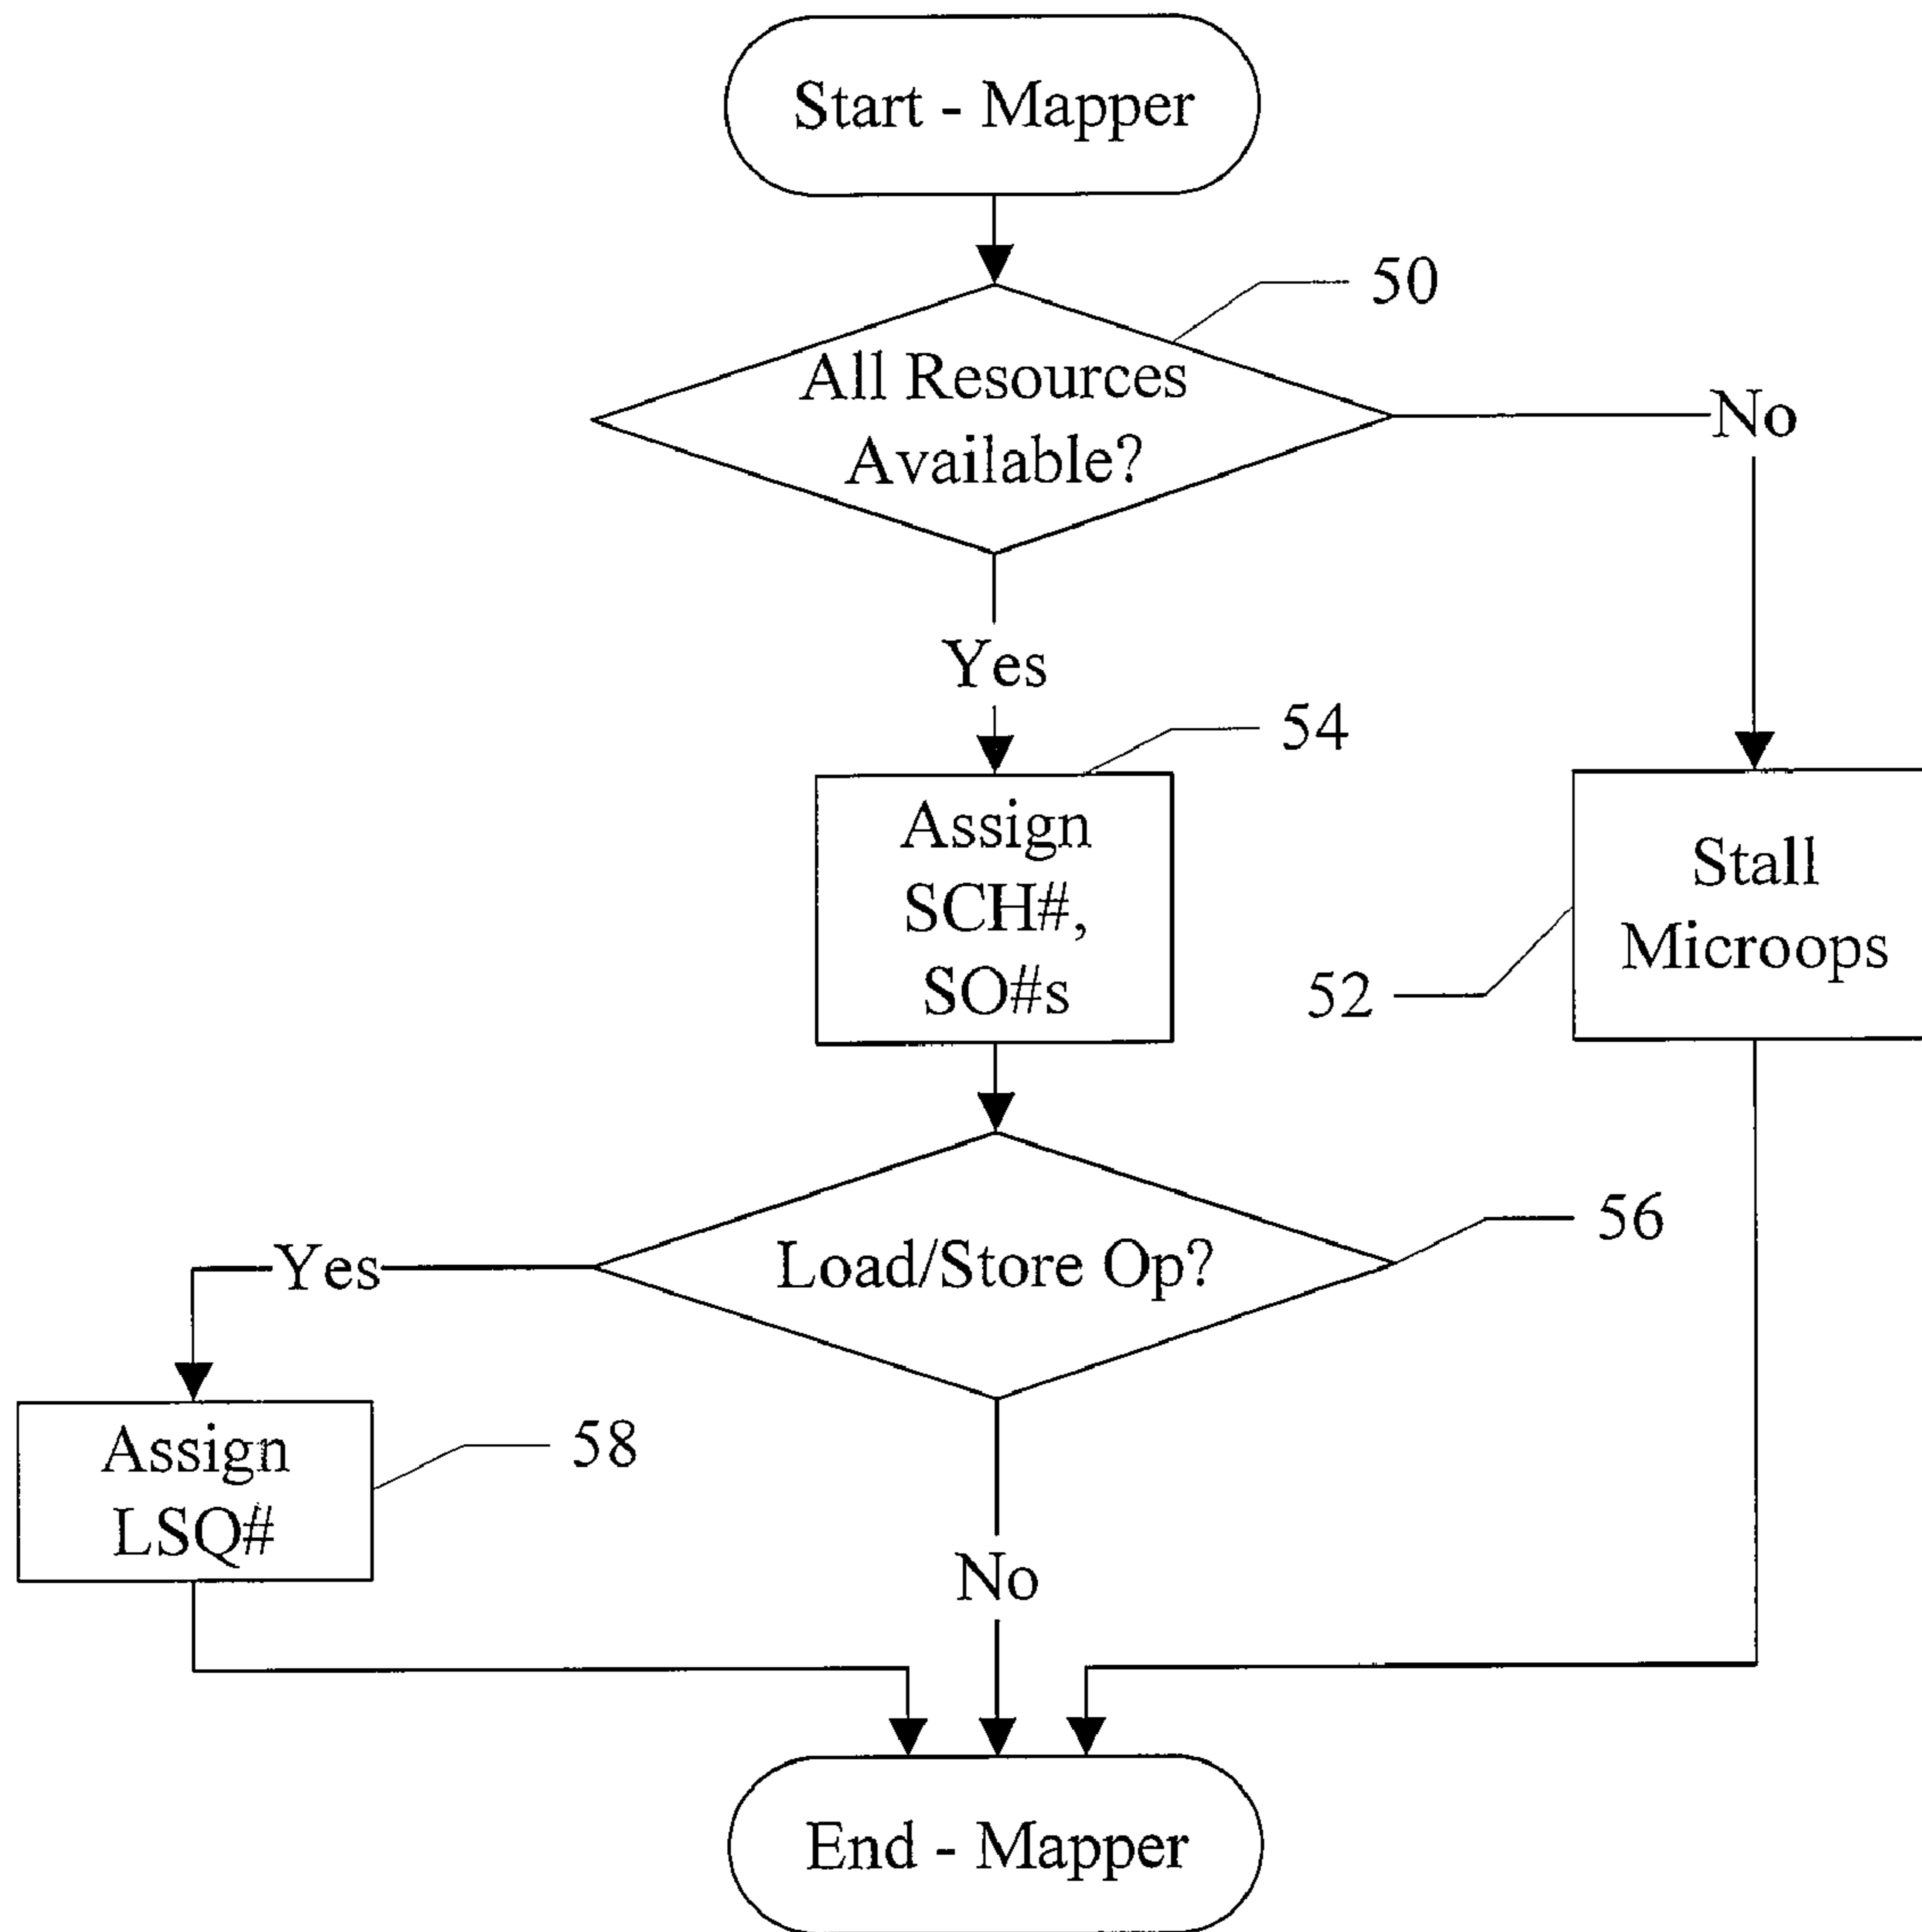 Start - Mapper
50
All Resources
Available?
No
Yes
54
Assign
SCH#,
SO#s
Stall
Microops
52
56
Load/Store Op?
Yes
Assign
LSQ#
58
No
End - Mapper